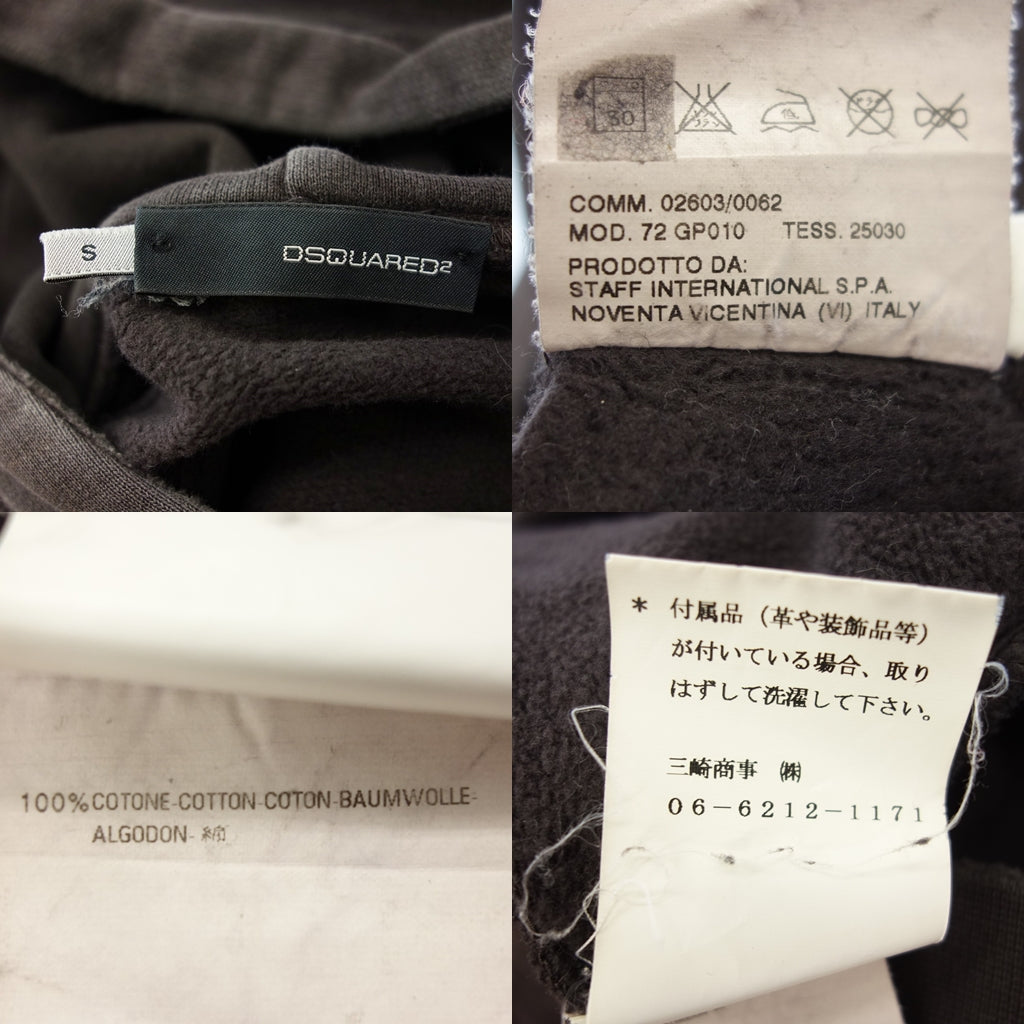 S
DSQUARED2
30
COMM. 02603/0062
MOD. 72 GP010 TESS. 25030
PRODOTTO DA:
STAFF INTERNATIONAL S.P.A.
NOVENTA VICENTINA (VI) ITALY
100%COTONE-COTTON-COTON-BAUMWOLLE-
ALGODON- 綿
* 付属品（革や装飾品等）
が付いている場合、取り
はずして洗濯して下さい。
三崎商事 ㈱
06-6212-1171